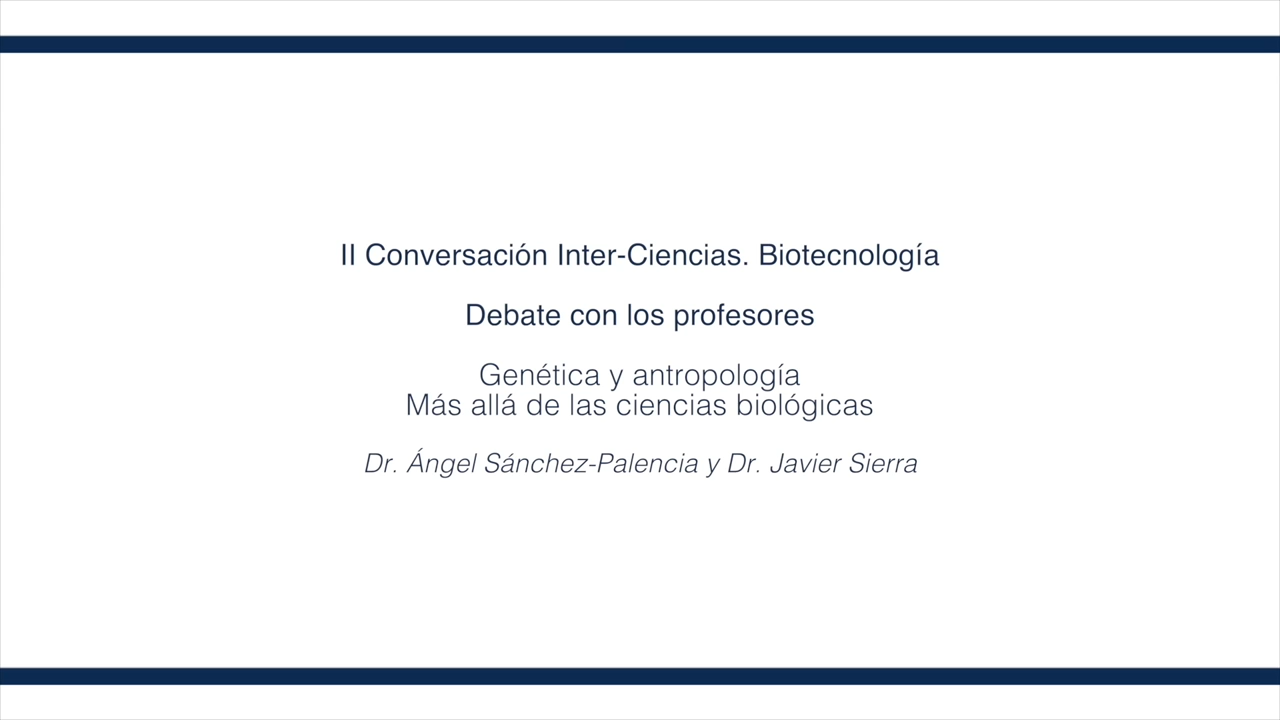 II Conversación Inter-Ciencias. Biotecnología
Debate con los profesores
Genética y antropología
Más allá de las ciencias biológicas
Dr. Ángel Sánchez-Palencia y Dr. Javier Sierra